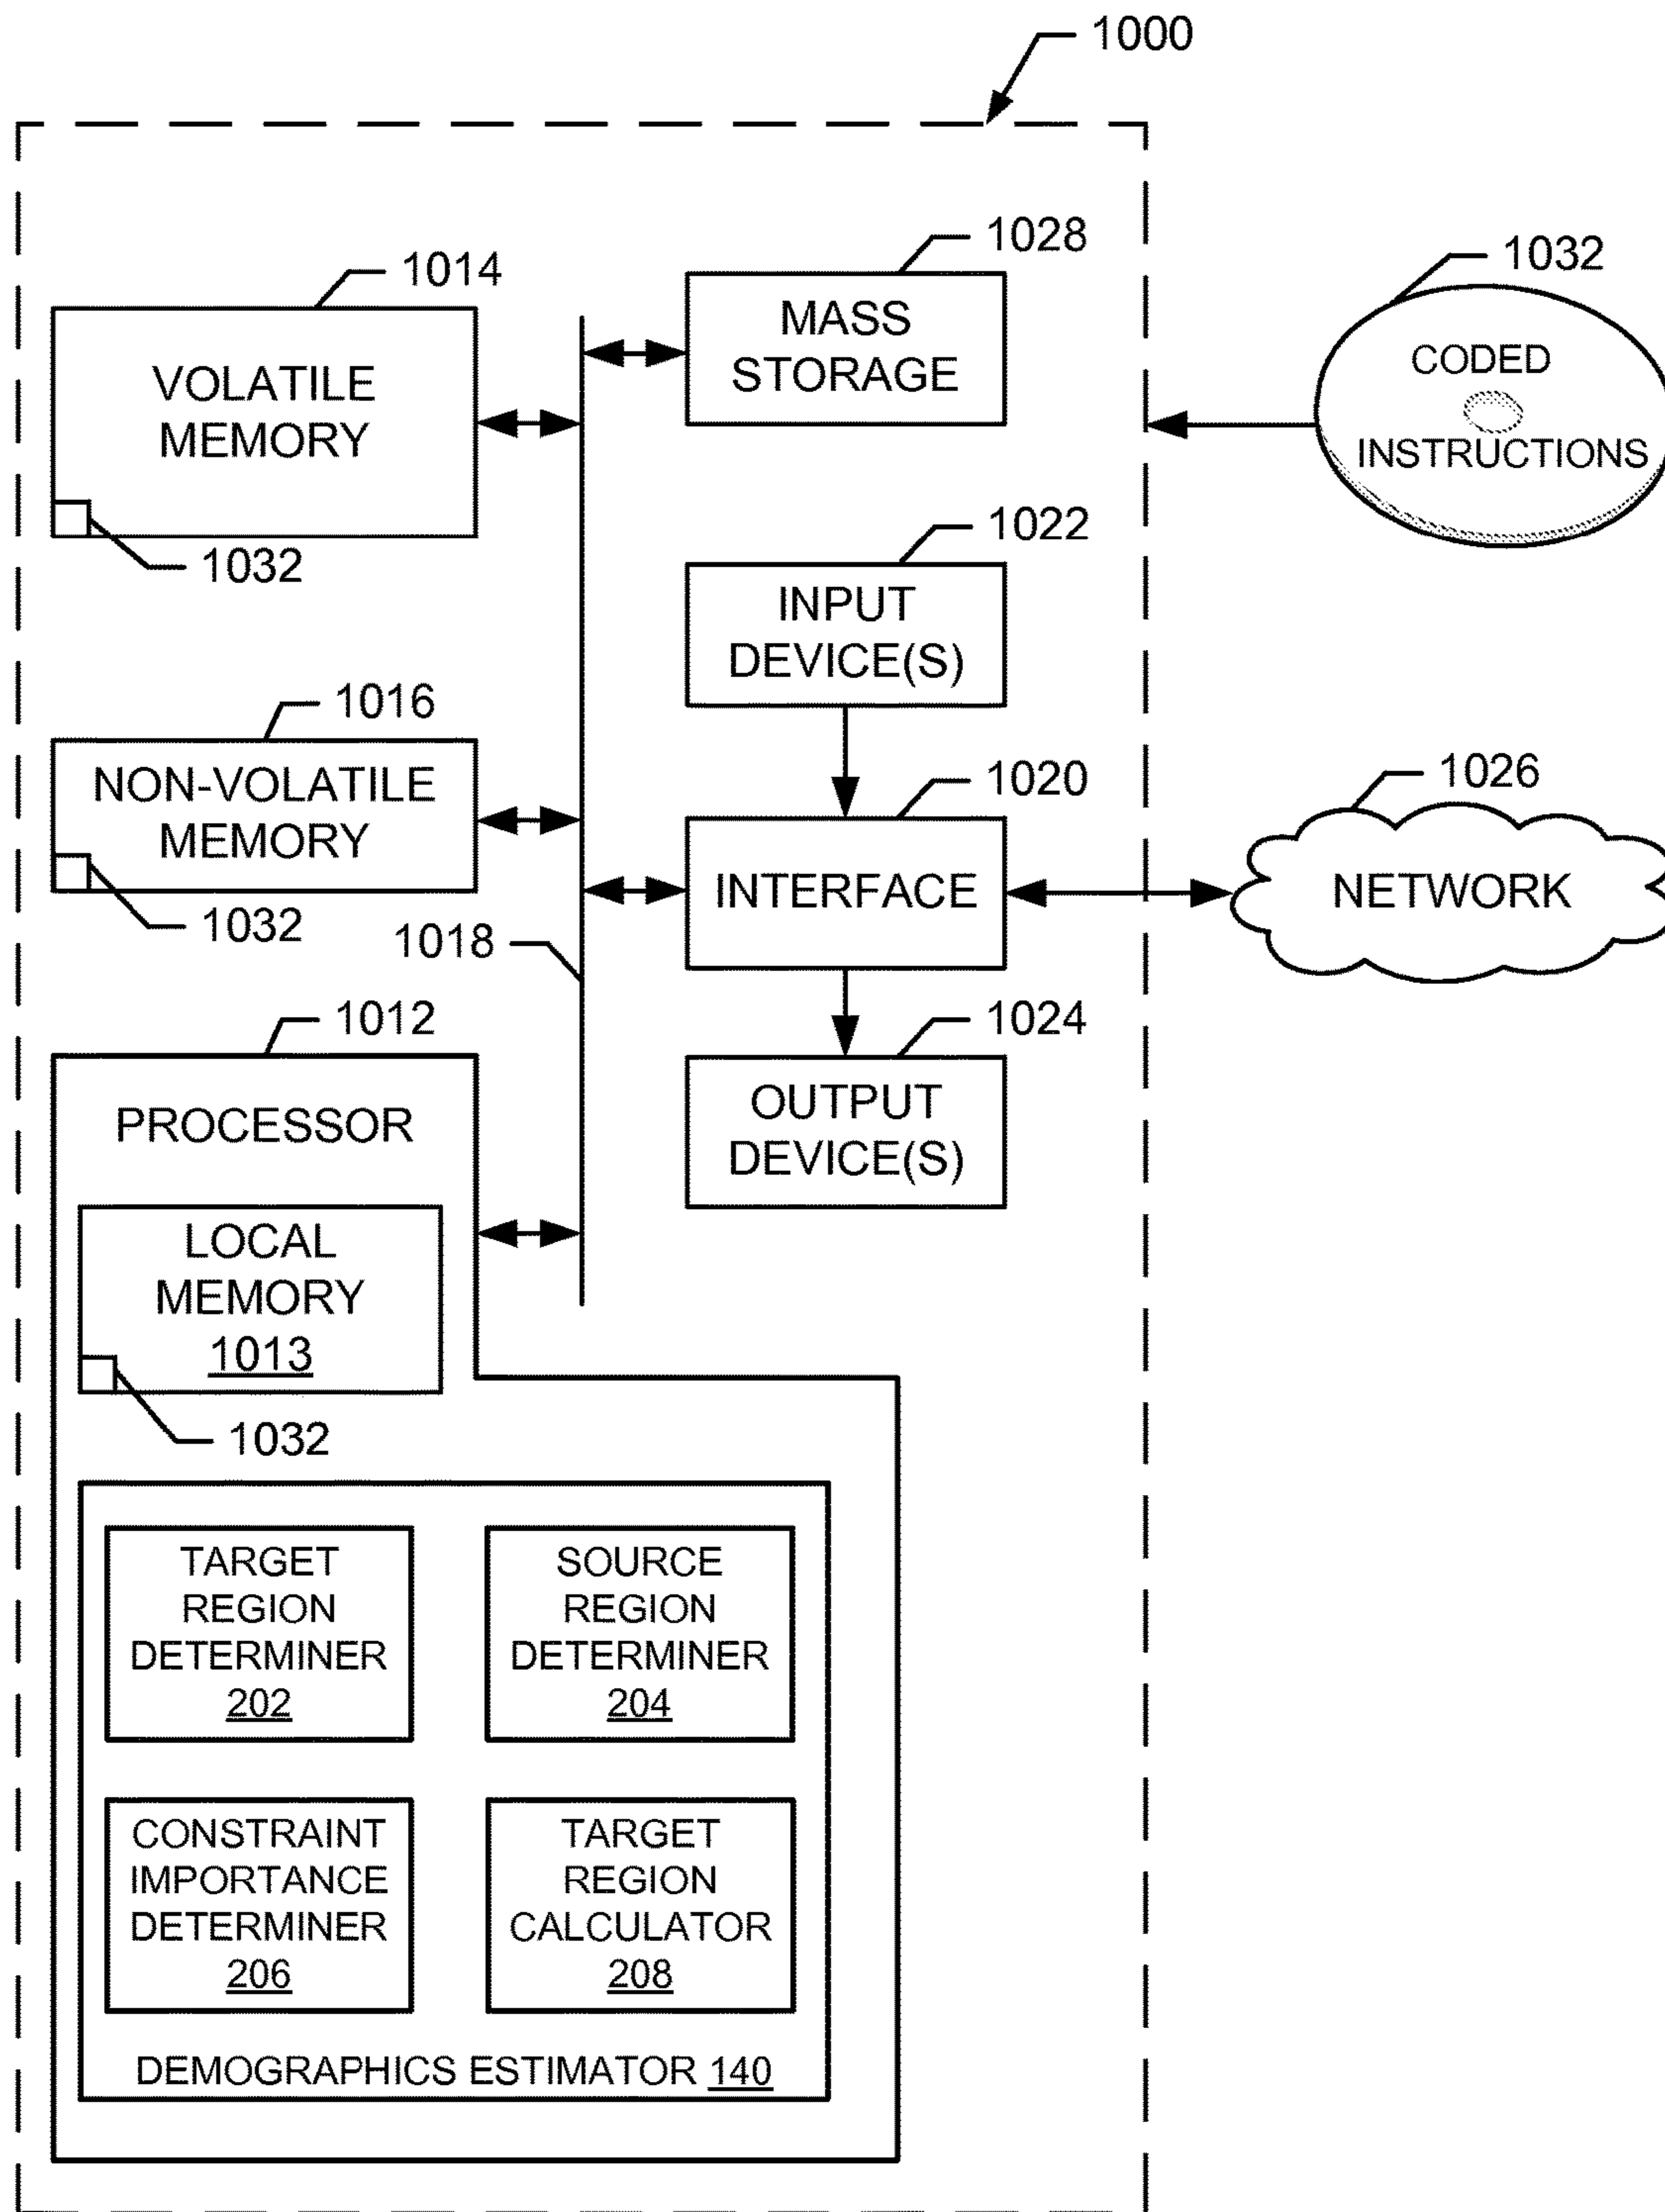 1000
1014
VOLATILE
MEMORY
1032
1028
MASS
STORAGE
1032
CODED
INSTRUCTIONS
1022
INPUT
DEVICE(S)
1016
NON-VOLATILE
MEMORY
1032
1018
1020
INTERFACE
1026
NETWORK
1024
OUTPUT
DEVICE(S)
1012
PROCESSOR
LOCAL
MEMORY
1013
1032
TARGET
REGION
DETERMINER
202
SOURCE
REGION
DETERMINER
204
CONSTRAINT
IMPORTANCE
DETERMINER
206
TARGET
REGION
CALCULATOR
208
DEMOGRAPHICS ESTIMATOR 140